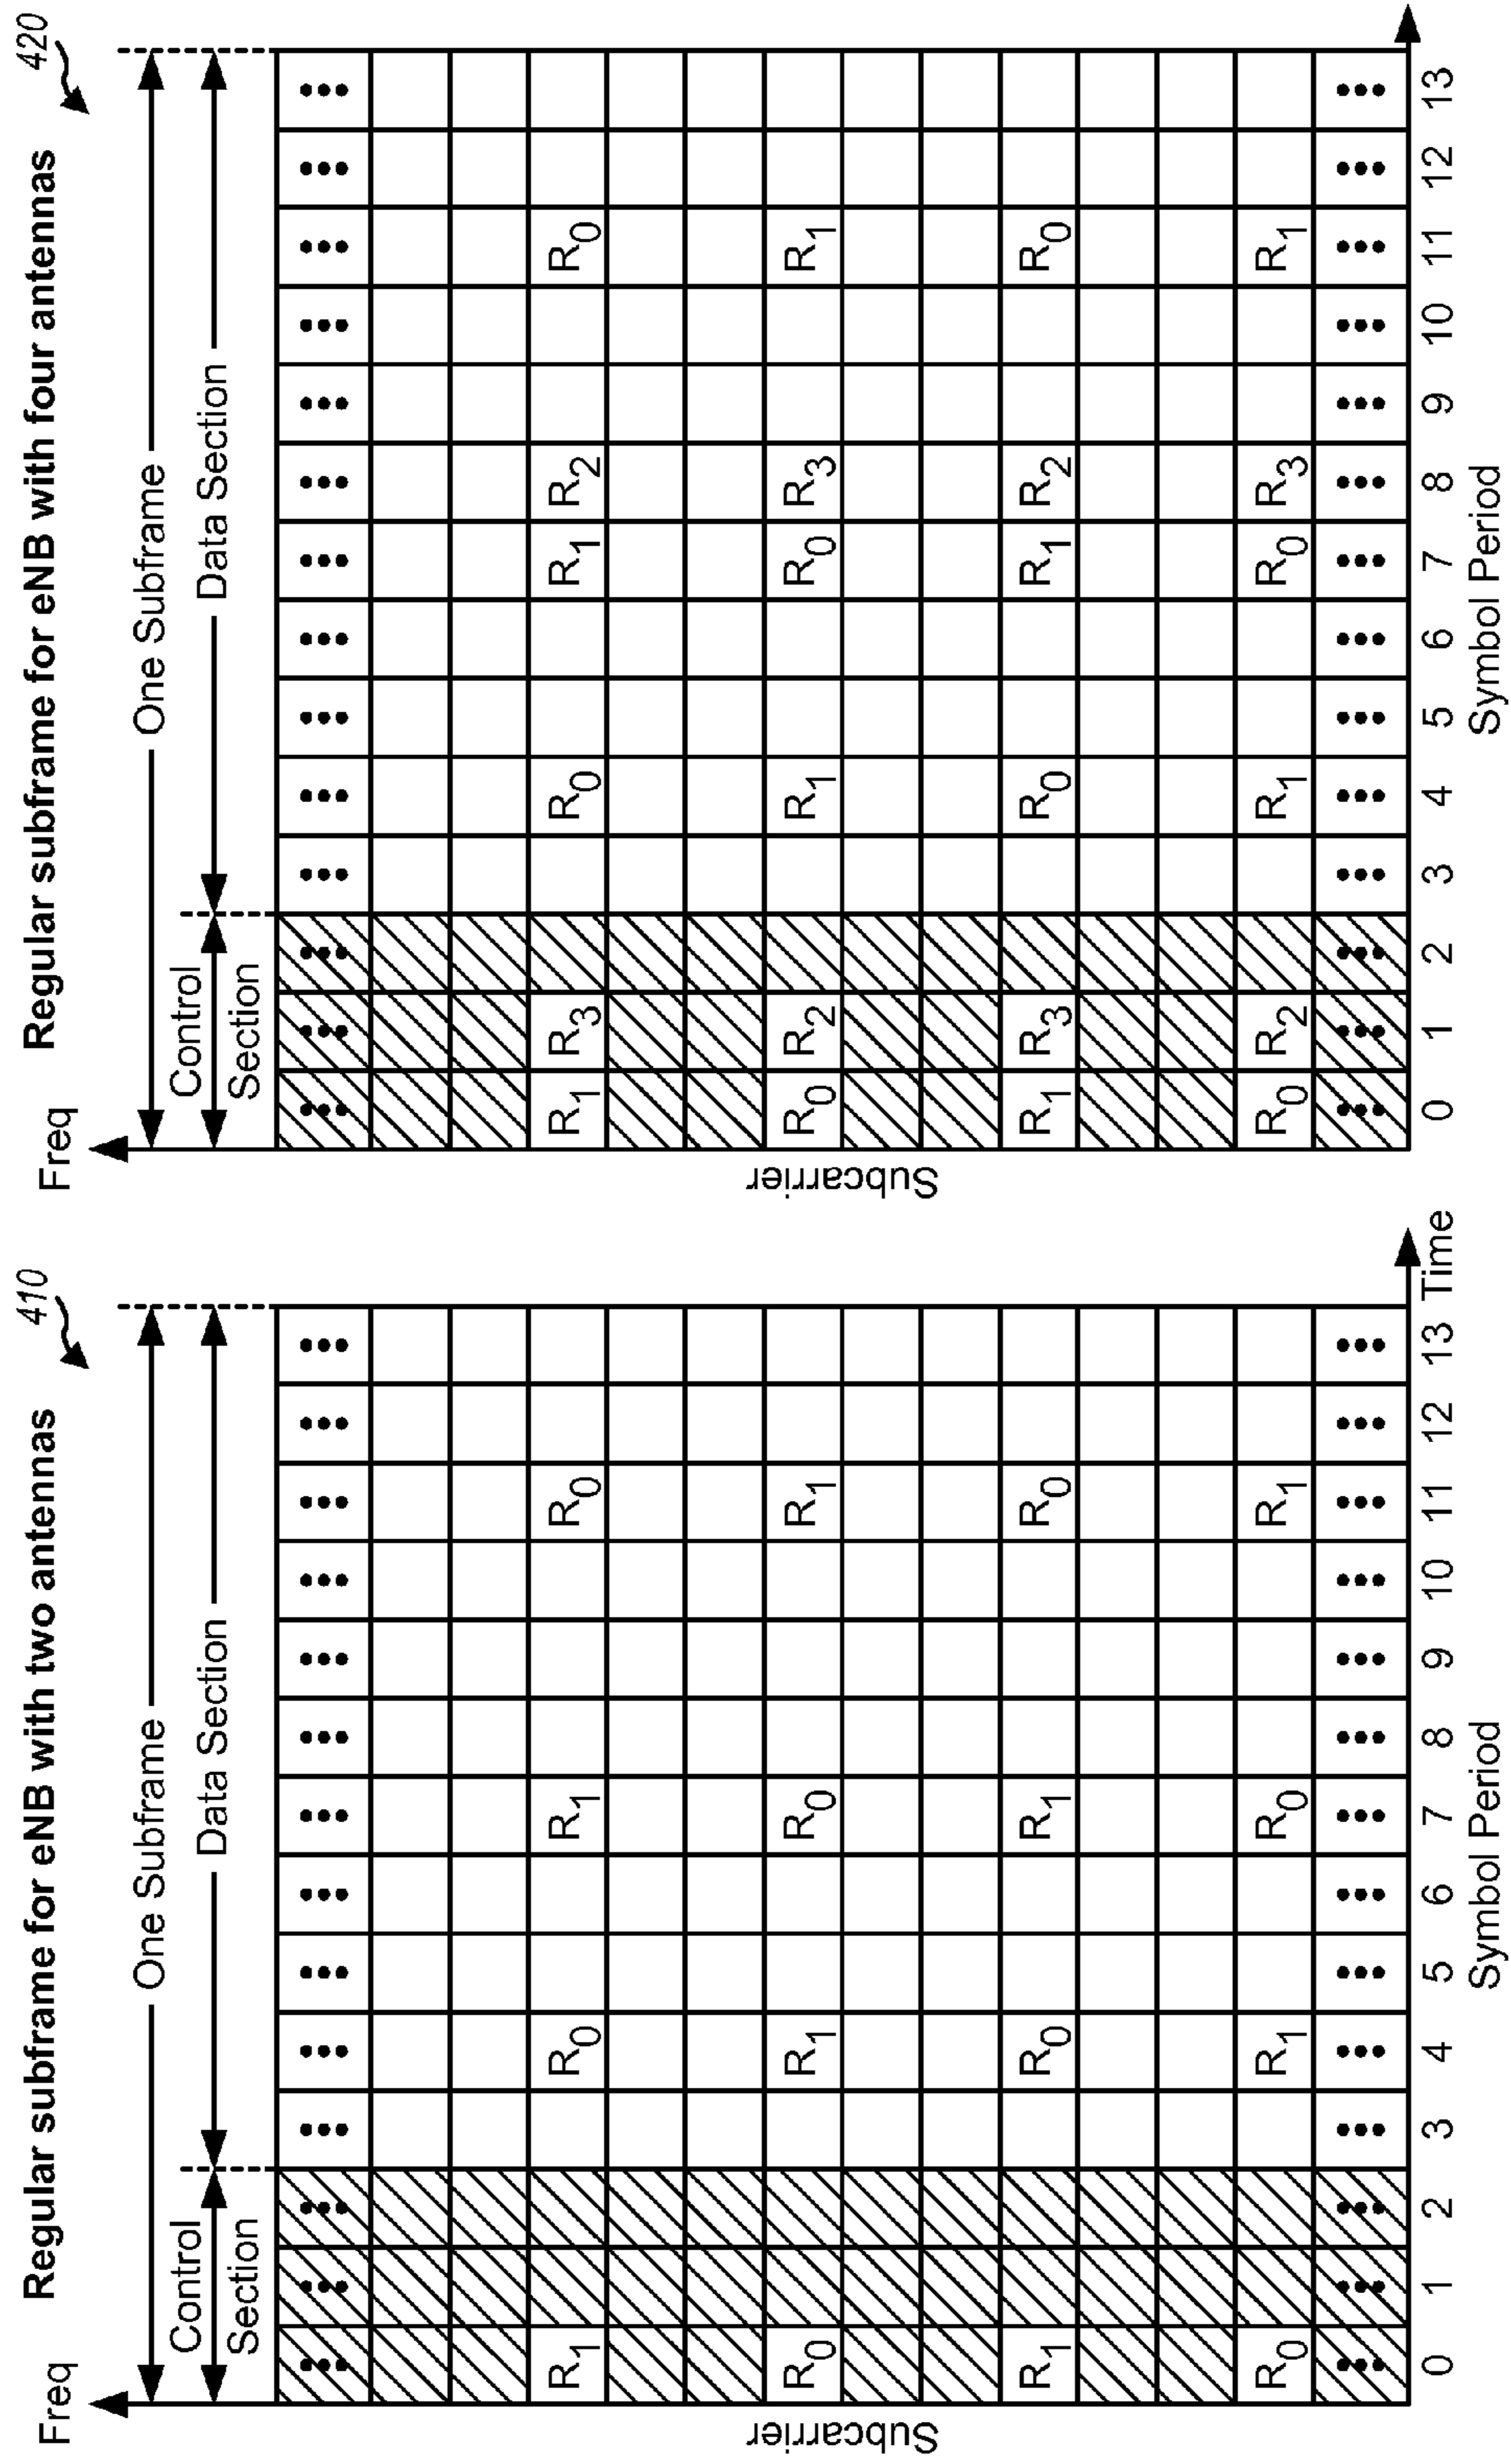 Regular subframe for eNB with two antennas
410
Freq
One Subframe
Control
Section
Data Section
Subcarrier
••• ••• ••• ••• ••• ••• ••• ••• ••• ••• ••• ••• ••• •••
R1 R0 R1 R0
R0 R1 R0 R1
R1 R0 R1 R0
R0 R1 R0 R1
••• ••• ••• ••• ••• ••• ••• ••• ••• ••• ••• ••• ••• •••
0 1 2 3 4 5 6 7 8 9 10 11 12 13 Time
Symbol Period
Regular subframe for eNB with four antennas
420
Freq
One Subframe
Control
Section
Data Section
Subcarrier
••• ••• ••• ••• ••• ••• ••• ••• ••• ••• ••• ••• ••• •••
R1 R3 R0 R1 R2 R0
R0 R2 R1 R0 R3 R1
R1 R3 R0 R1 R2 R0
R0 R2 R1 R0 R3 R1
••• ••• ••• ••• ••• ••• ••• ••• ••• ••• ••• ••• ••• •••
0 1 2 3 4 5 6 7 8 9 10 11 12 13
Symbol Period